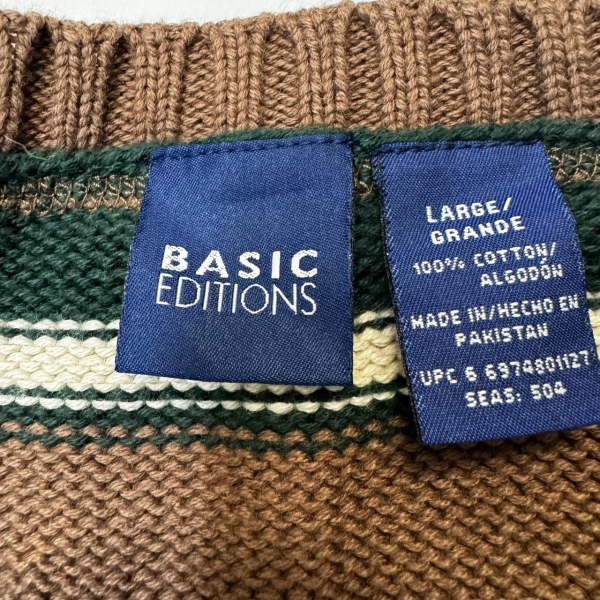 BASIC
EDITIONS
LARGE/
GRANDE
100% COTTON/
ALGODÓN
MADE IN/HECHO EN
PAKISTAN
UPC 6 6974801127
SEAS: 504